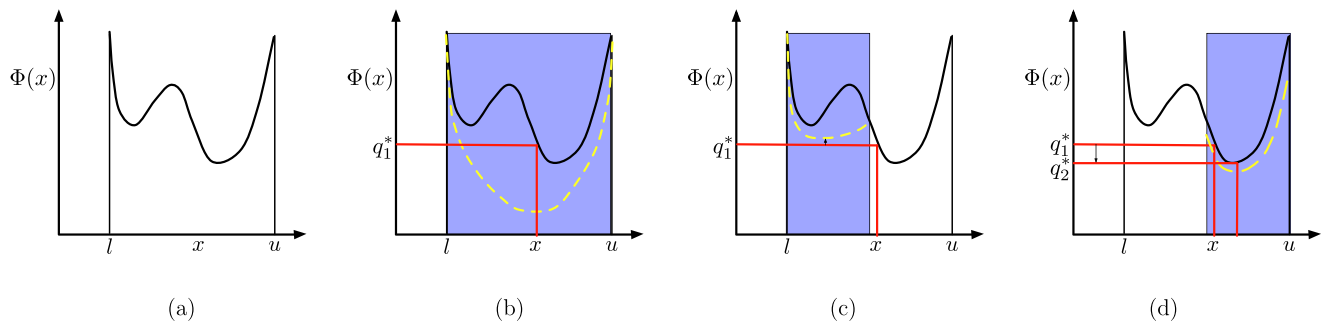 Φ(x)
l x u
(a)
Φ(x)
q₁*
l x u
(b)
Φ(x)
q₁*
l x u
(c)
Φ(x)
q₁*
q₂*
l x u
(d)